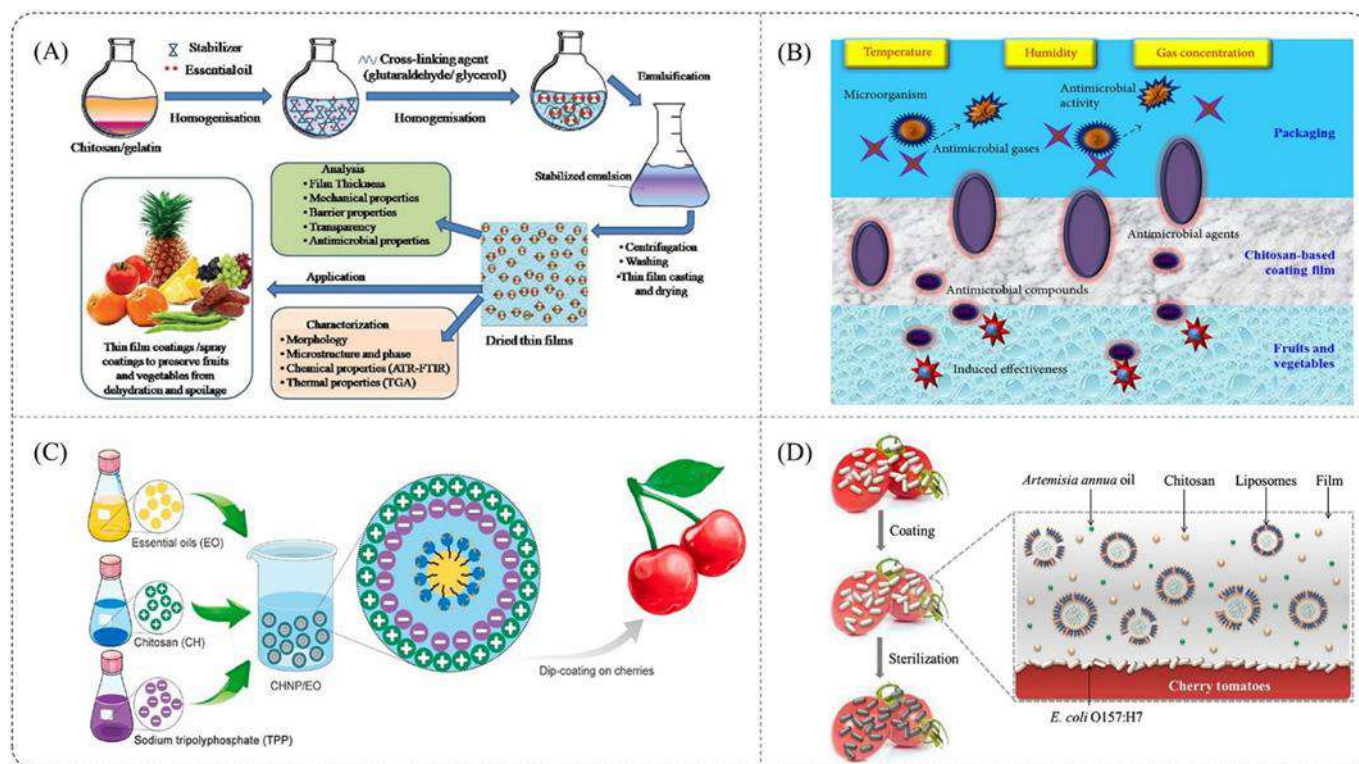 (A)
Stabilizer
Essential oil
Cross-linking agent
(glutaraldehyde/ glycerol)
Emulsification
Homogenisation
Homogenisation
Chitosan/gelatin
Stabilized emulsion
Analysis
• Film Thickness
• Mechanical properties
• Barrier properties
• Transparency
• Antimicrobial properties
• Centrifugation
• Washing
•Thin film casting
and drying
Application
Characterization
• Morphology
• Microstructure and phase
• Chemical properties (ATR-FTIR)
• Thermal properties (TGA)
Dried thin films
Thin film coatings /spray
coatings to preserve fruits
and vegetables from
dehydration and spoilage
(B)
Temperature
Humidity
Gas concentration
Microorganism
Antimicrobial
activity
Antimicrobial gases
Packaging
Antimicrobial agents
Chitosan-based
coating film
Antimicrobial compounds
Induced effectiveness
Fruits and
vegetables
(C)
Essential oils (EO)
Chitosan (CH)
Sodium tripolyphosphate (TPP)
CHNP/EO
Dip-coating on cherries
(D)
Coating
Sterilization
Artemisia annua oil
Chitosan
Liposomes
Film
Cherry tomatoes
E. coli O157:H7